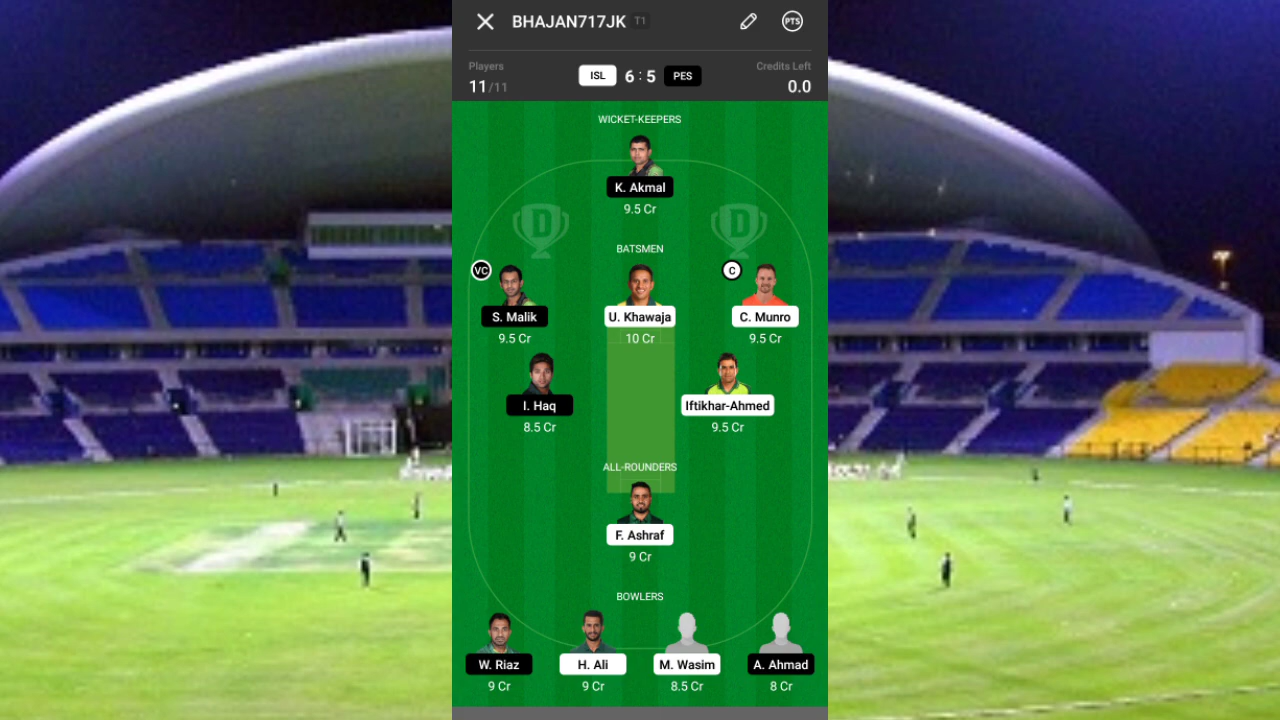 BHAJAN717JK T1 PTS
Players Credits Left
11/11 ISL 6 : 5 PES 0.0
WICKET-KEEPERS
K. Akmal
9.5 Cr
D D
BATSMEN
VC C
S. Malik U. Khawaja C. Munro
9.5 Cr 10 Cr 9.5 Cr
I. Haq Iftikhar-Ahmed
8.5 Cr 9.5 Cr
ALL-ROUNDERS
F. Ashraf
9 Cr
BOWLERS
W. Riaz H. Ali M. Wasim A. Ahmad
9 Cr 9 Cr 8.5 Cr 8 Cr